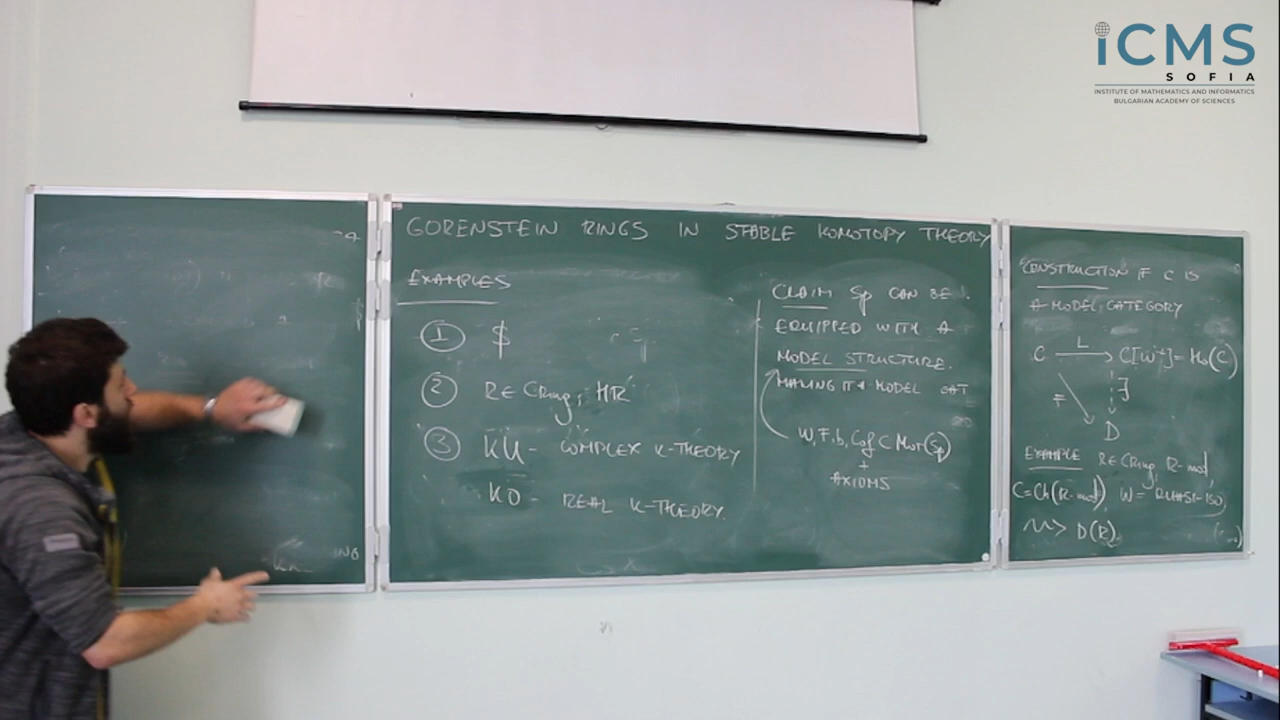 iCMS
SOFIA
INSTITUTE OF MATHEMATICS AND INFORMATICS
BULGARIAN ACADEMY OF SCIENCES
GORENSTEIN RINGS IN STABLE HOMOTOPY THEORY
EXAMPLES
① $
② R ∈ CRing, HR
③ KU - COMPLEX K-THEORY
KO - REAL K-THEORY.
CLAIM Sp CAN BE
EQUIPPED WITH A
MODEL STRUCTURE.
MAKING IT A MODEL CAT
W, Fib, Cof ⊂ Mor(Sp)
+
AXIOMS
CONSTRUCTION IF C IS
A MODEL CATEGORY
C L C[W⁻¹] = Ho(C)
F ∃
D
EXAMPLE R ∈ CRing, R-mod
C = Ch(R-mod), W = QUASI-ISO,
D(R)